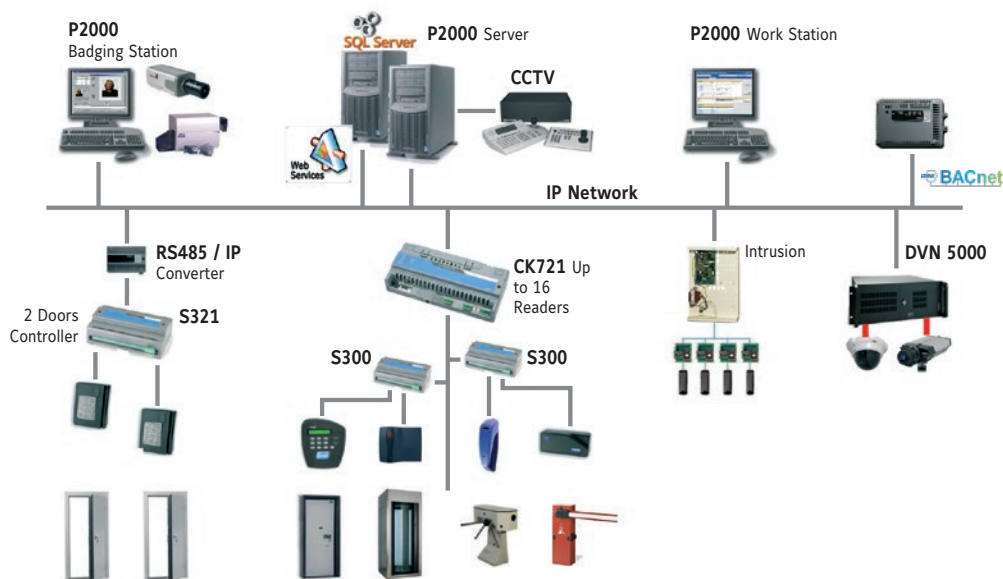 P2000
Badging Station
SQL Server
P2000 Server
CCTV
Web
Services
P2000 Work Station
BACnet
IP Network
RS485 / IP
Converter
2 Doors
Controller
S321
CK721 Up
to 16
Readers
S300
S300
Intrusion
DVN 5000